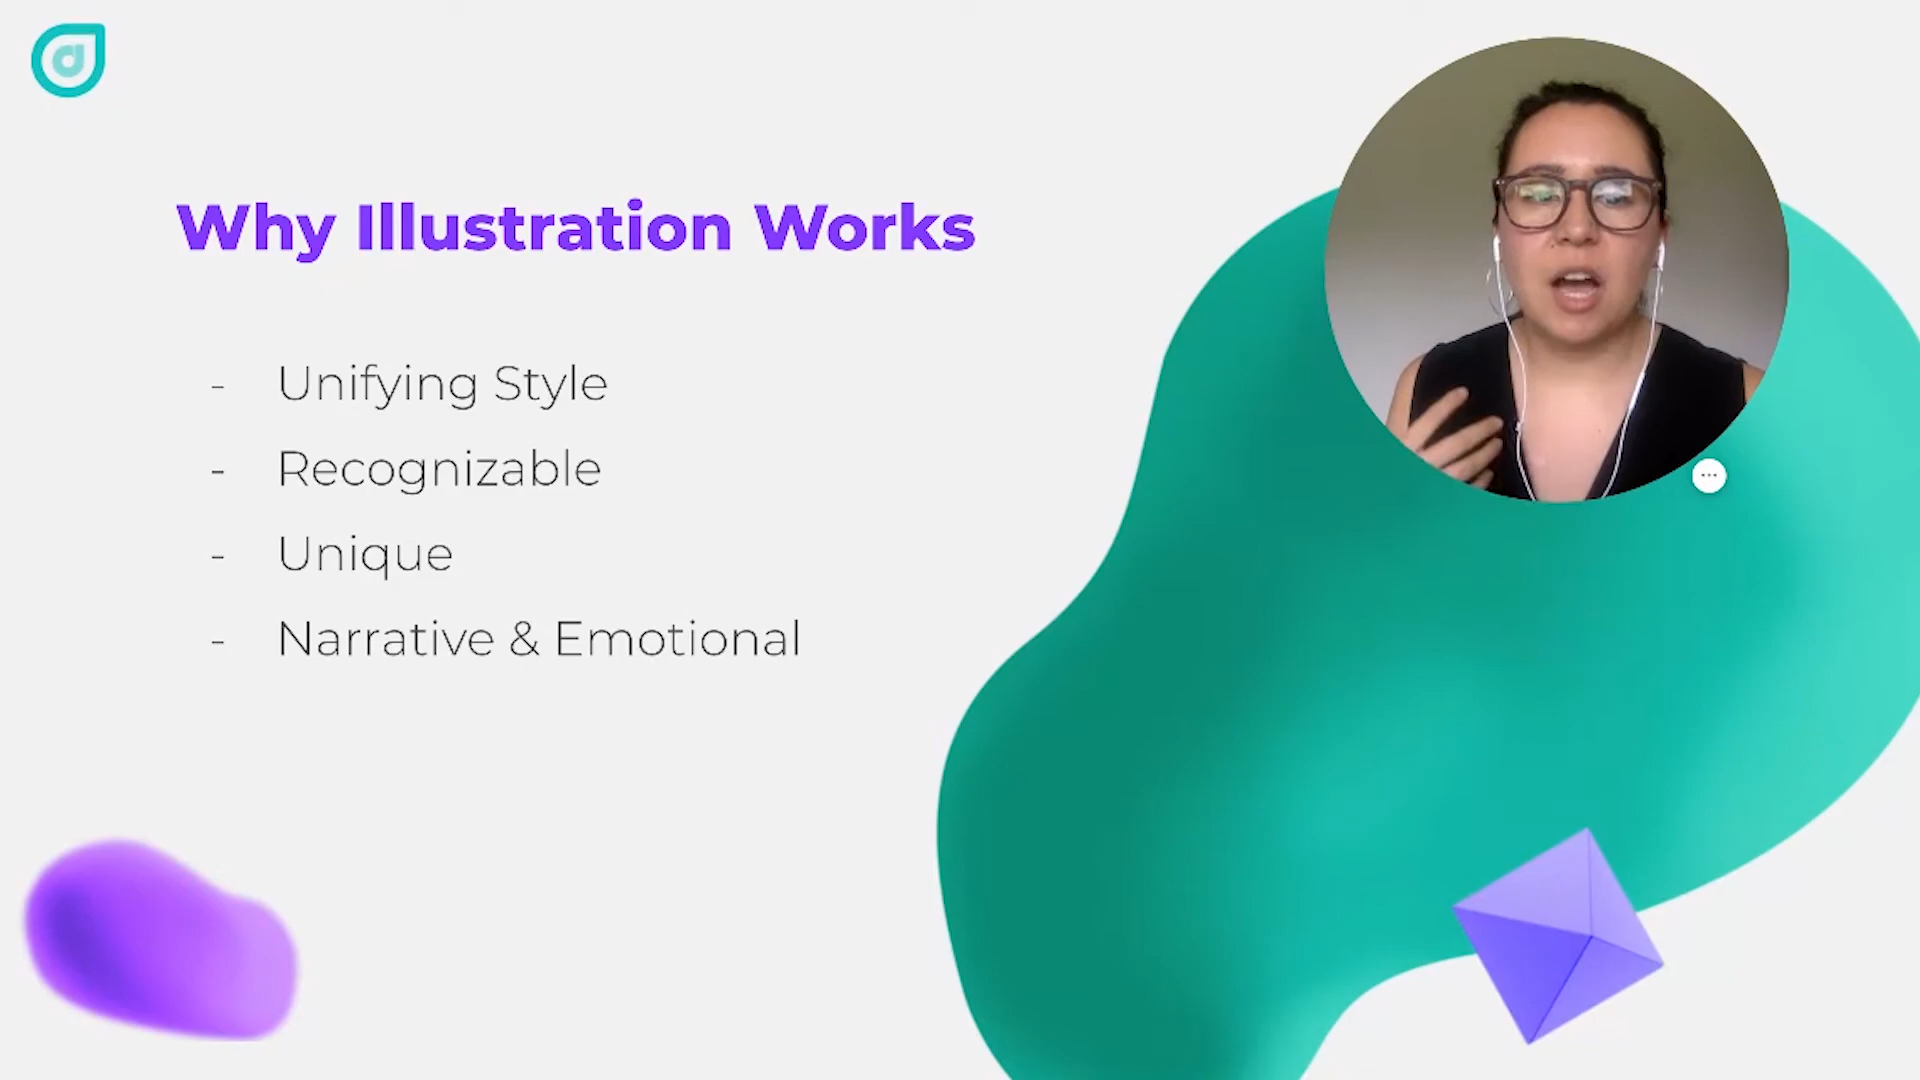 Why Illustration Works
- Unifying Style
- Recognizable
- Unique
- Narrative & Emotional